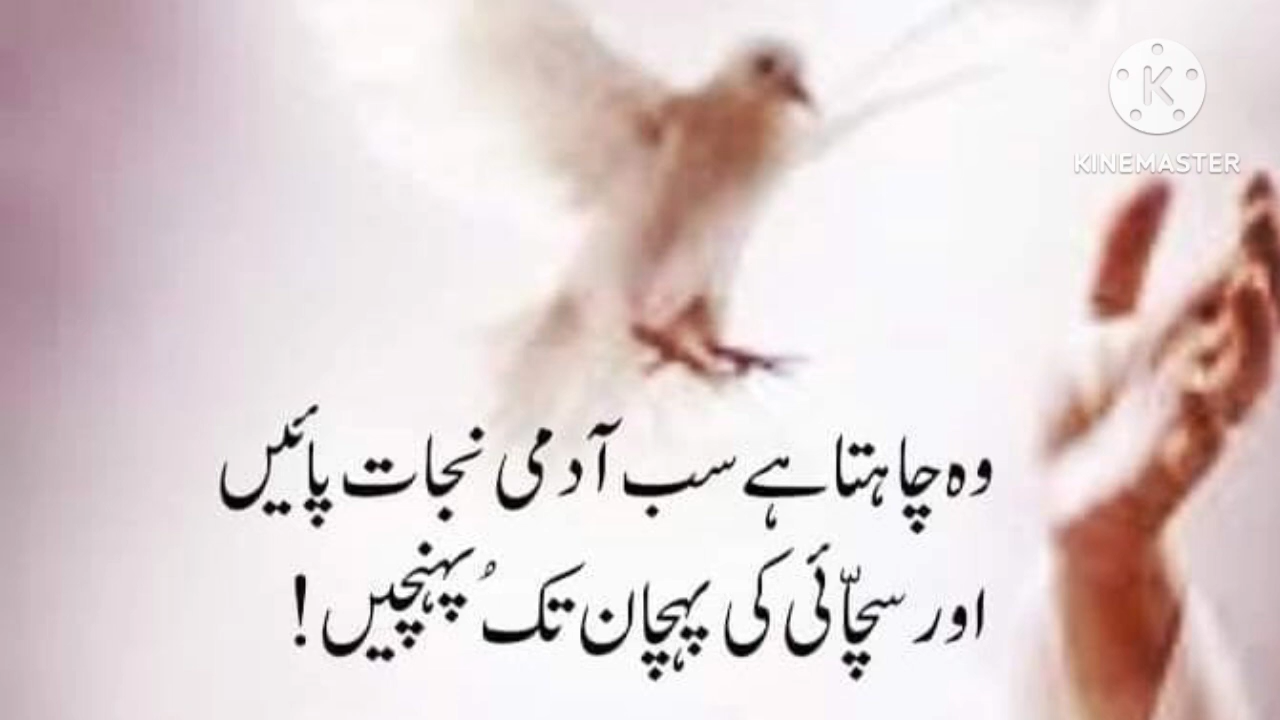 KINEMASTER
وہ چاہتا ہے سب آدمی نجات پائیں
اور سچّائی کی پہچان تک پُہنچیں!